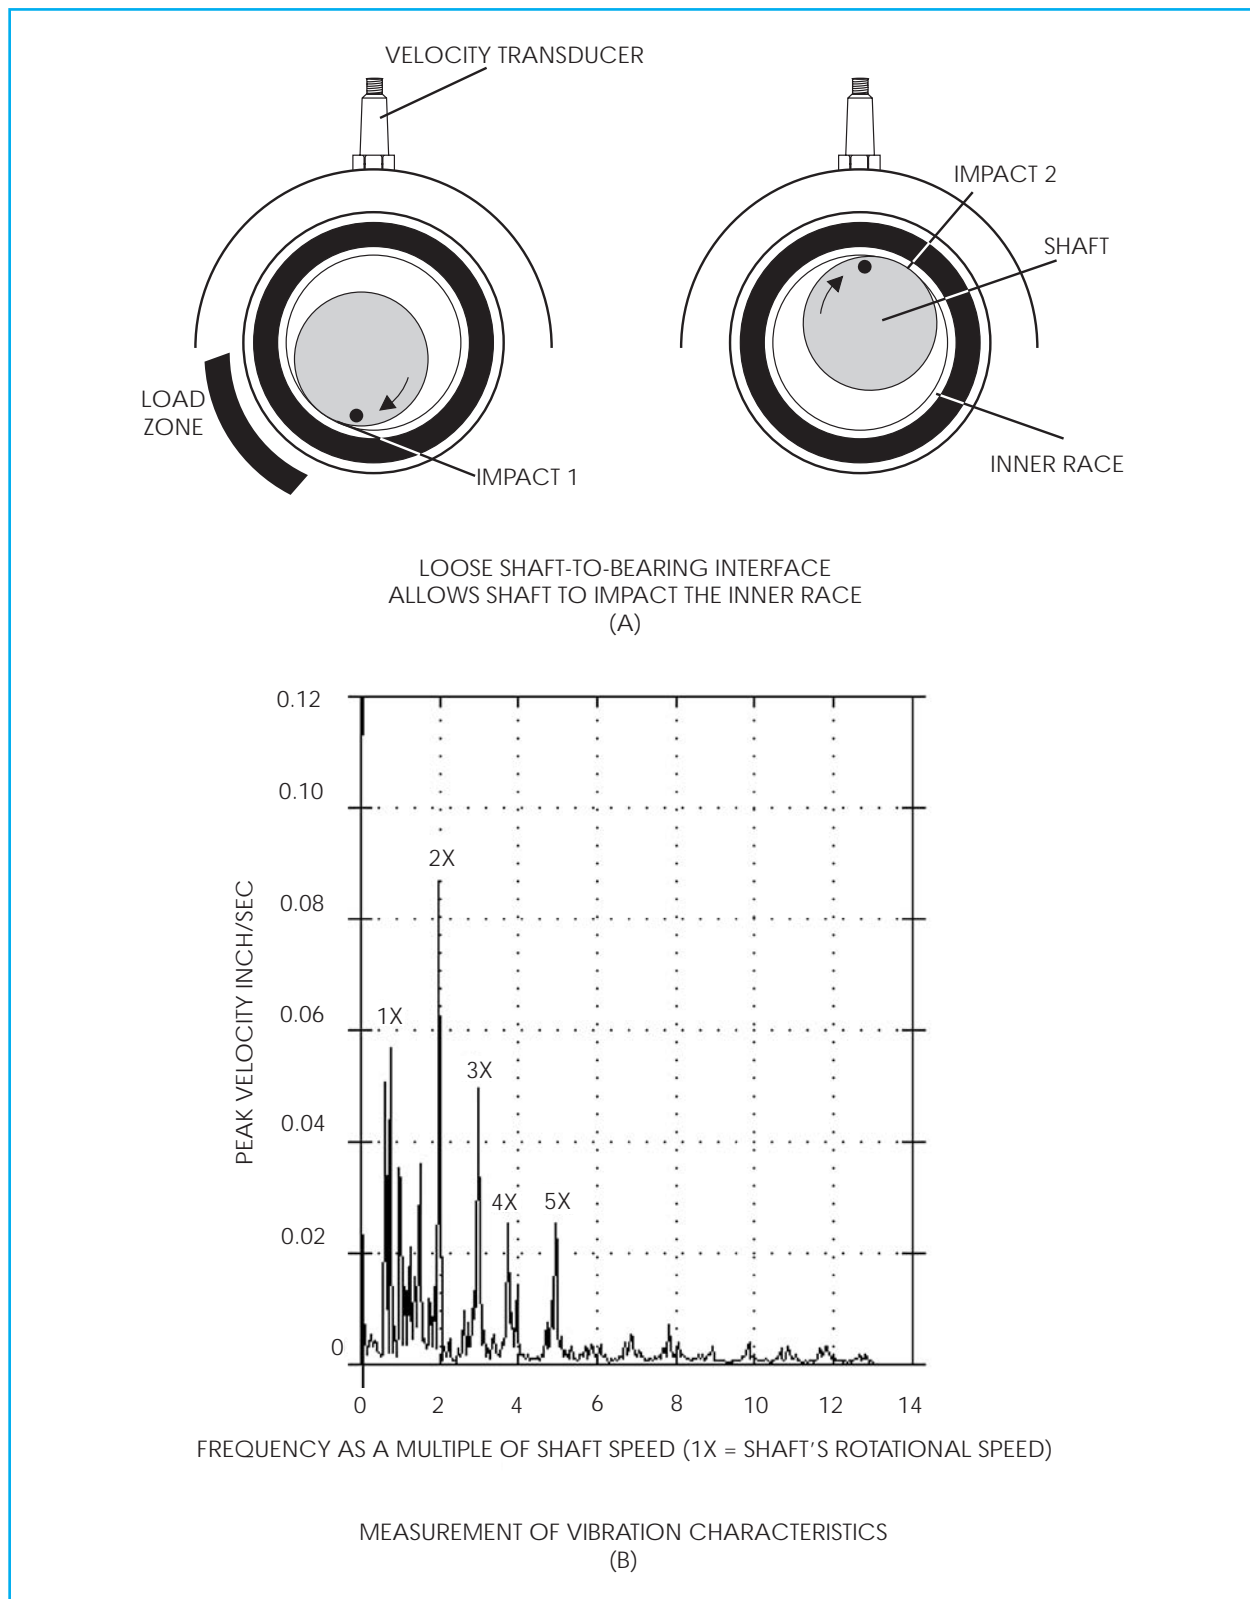 VELOCITY TRANSDUCER
IMPACT 2
SHAFT
LOAD
ZONE
IMPACT 1
INNER RACE
LOOSE SHAFT-TO-BEARING INTERFACE
ALLOWS SHAFT TO IMPACT THE INNER RACE
(A)
0.12
0.10
0.08
0.06
0.04
0.02
0
PEAK VELOCITY INCH/SEC
1X
2X
3X
4X
5X
0 2 4 6 8 10 12 14
FREQUENCY AS A MULTIPLE OF SHAFT SPEED (1X = SHAFT'S ROTATIONAL SPEED)
MEASUREMENT OF VIBRATION CHARACTERISTICS
(B)